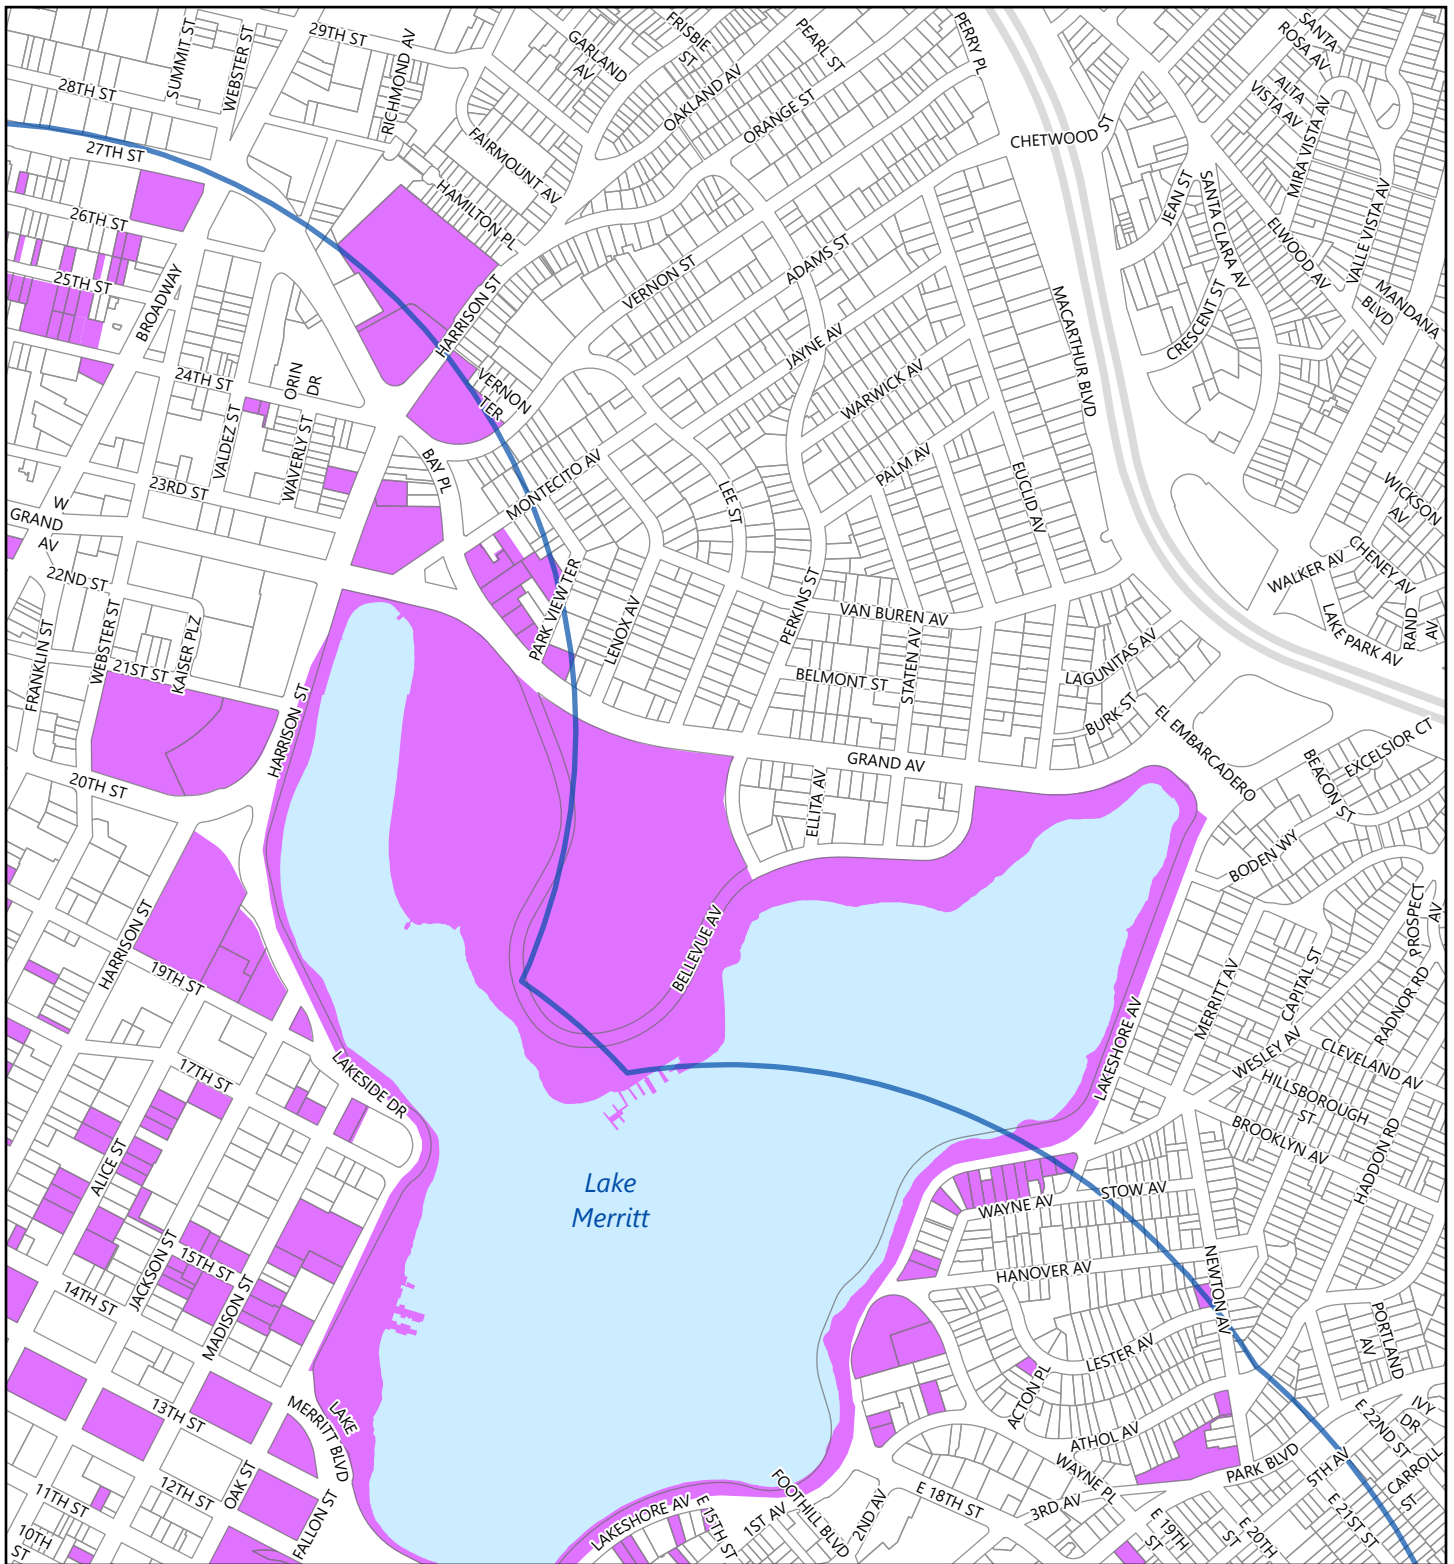 SUMMIT ST
WEBSTER ST
29TH ST
RICHMOND AV
GARLAND
AV
FRISBIE
ST
OAKLAND AV
PEARL ST
ORANGE ST
PERRY PL
SANTA
ROSA AV
ALTA
VISTA AV
MIRA VISTA AV
28TH ST
27TH ST
FAIRMOUNT AV
HAMILTON PL
CHETWOOD ST
JEAN ST
SANTA CLARA AV
ELWOOD AV
VALLE VISTA AV
MANDANA
BLVD
26TH ST
25TH ST
BROADWAY
HARRISON ST
VERNON ST
ADAMS ST
JAYNE AV
MACARTHUR BLVD
CRESCENT ST
24TH ST
ORIN
DR
VERNON
TER
WARWICK AV
VALDEZ ST
WAVERLY ST
BAY PL
MONTECITO AV
LEE ST
PALM AV
EUCLID AV
WICKSON
AV
23RD ST
W
GRAND
AV
22ND ST
WEBSTER ST
KAISER PLZ
FRANKLIN ST
21ST ST
PARK VIEW TER
LENOX AV
PERKINS ST
VAN BUREN AV
STATEN AV
BELMONT ST
LAGUNITAS AV
BURK ST
WALKER AV
CHENEY AV
LAKE PARK AV
RAND
AV
HARRISON ST
EL EMBARCADERO
EXCELSIOR CT
BEACON ST
GRAND AV
ELLITA AV
20TH ST
BODEN WY
BELLEVUE AV
PROSPECT
AV
HARRISON ST
19TH ST
CAPITAL ST
MERRITT AV
RADNOR RD
LAKESHORE AV
WESLEY AV
CLEVELAND AV
HILLSBOROUGH
ST
BROOKLYN AV
HADDON RD
17TH ST
LAKESIDE DR
ALICE ST
Lake
Merritt
WAYNE AV
STOW AV
JACKSON ST
15TH ST
HANOVER AV
NEWTON AV
14TH ST
MADISON ST
LESTER AV
PORTLAND
AV
ACTON PL
13TH ST
LAKE
MERRITT BLVD
ATHOL AV
WAYNE PL
PARK BLVD
5TH AV
E 22ND ST
IVY
DR
CARROLL
ST
OAK ST
12TH ST
11TH ST
10TH
ST
FALLON ST
LAKESHORE AV
E 15TH ST
1ST AV
FOOTHILL BLVD
2ND AV
E 18TH ST
3RD AV
E 19TH
ST
E 20TH
ST
E 21ST ST